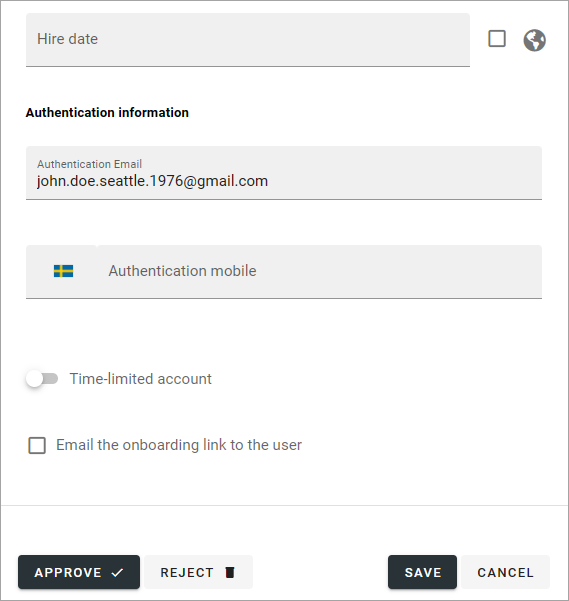 Hire date
Authentication information
Authentication Email
john.doe.seattle.1976@gmail.com
Authentication mobile
Time-limited account
Email the onboarding link to the user
APPROVE REJECT SAVE CANCEL